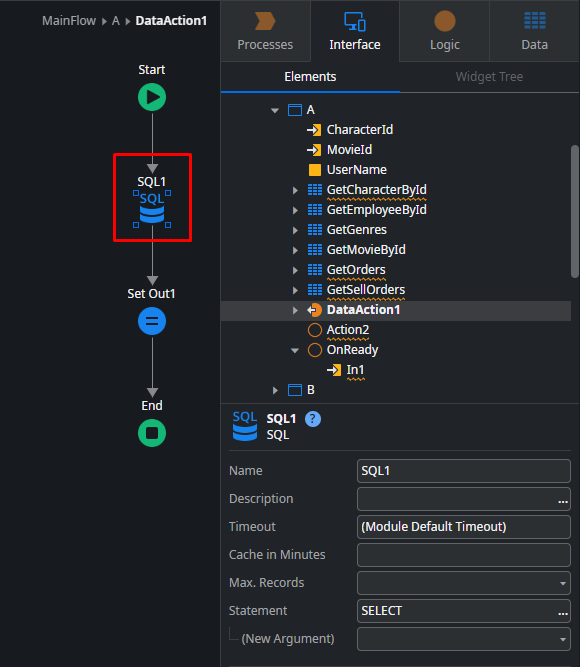 MainFlow ▸ A ▸ DataAction1
Start
SQL1
SQL
Set Out1
End
Processes
Interface
Logic
Data
Elements
Widget Tree
A
CharacterId
MovieId
UserName
GetCharacterById
GetEmployeeById
GetGenres
GetMovieById
GetOrders
GetSellOrders
DataAction1
Action2
OnReady
In1
B
SQL
SQL1 ?
SQL
Name SQL1
Description ...
Timeout (Module Default Timeout)
Cache in Minutes
Max. Records
Statement SELECT ...
(New Argument)